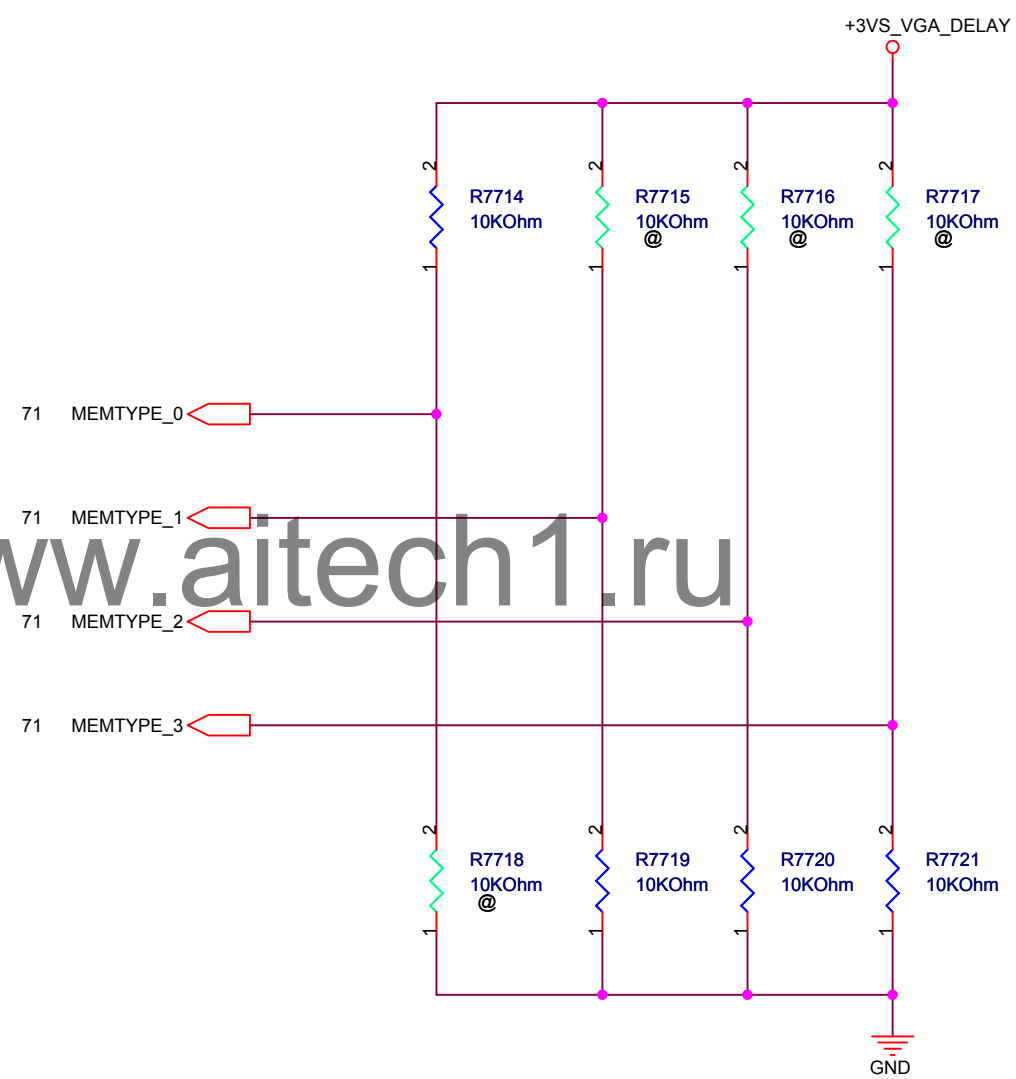 +3VS_VGA_DELAY
2 2 2 2
R7714 R7715 R7716 R7717
10KOhm 10KOhm 10KOhm 10KOhm
@ @ @
1 1 1 1
71 MEMTYPE_0
71 MEMTYPE_1
ww.aitech1.ru
71 MEMTYPE_2
71 MEMTYPE_3
2 2 2 2
R7718 R7719 R7720 R7721
10KOhm 10KOhm 10KOhm 10KOhm
@
1 1 1 1
GND